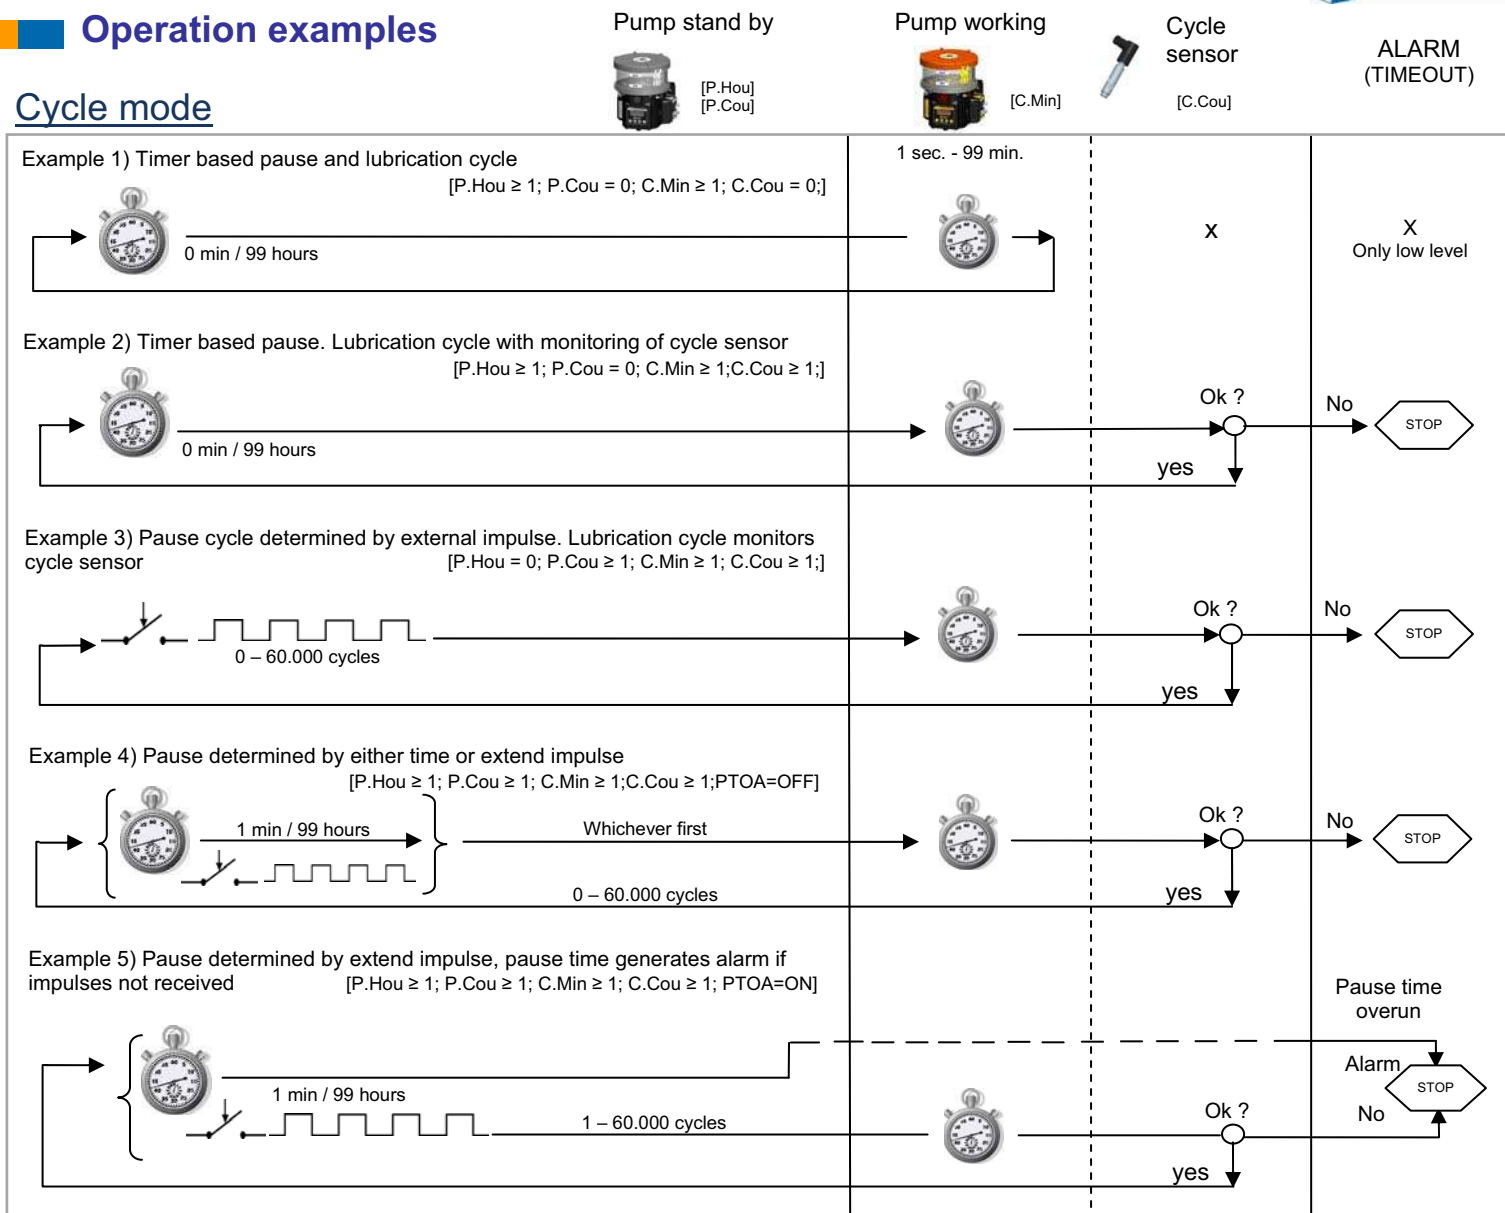 Operation examples
Pump stand by
Pump working
Cycle
sensor
ALARM
(TIMEOUT)
[P.Hou]
[P.Cou]
[C.Min]
[C.Cou]
Cycle mode
Example 1) Timer based pause and lubrication cycle
1 sec. - 99 min.
[P.Hou ≥ 1; P.Cou = 0; C.Min ≥ 1; C.Cou = 0;]
0 min / 99 hours
x
X
Only low level
Example 2) Timer based pause. Lubrication cycle with monitoring of cycle sensor
[P.Hou ≥ 1; P.Cou = 0; C.Min ≥ 1;C.Cou ≥ 1;]
0 min / 99 hours
Ok ?
No
STOP
yes
Example 3) Pause cycle determined by external impulse. Lubrication cycle monitors
cycle sensor
[P.Hou = 0; P.Cou ≥ 1; C.Min ≥ 1; C.Cou ≥ 1;]
0 – 60.000 cycles
Ok ?
No
STOP
yes
Example 4) Pause determined by either time or extend impulse
[P.Hou ≥ 1; P.Cou ≥ 1; C.Min ≥ 1;C.Cou ≥ 1;PTOA=OFF]
1 min / 99 hours
Whichever first
0 – 60.000 cycles
Ok ?
No
STOP
yes
Example 5) Pause determined by extend impulse, pause time generates alarm if
impulses not received
[P.Hou ≥ 1; P.Cou ≥ 1; C.Min ≥ 1; C.Cou ≥ 1; PTOA=ON]
Pause time
overun
1 min / 99 hours
1 – 60.000 cycles
Alarm
STOP
Ok ?
No
yes